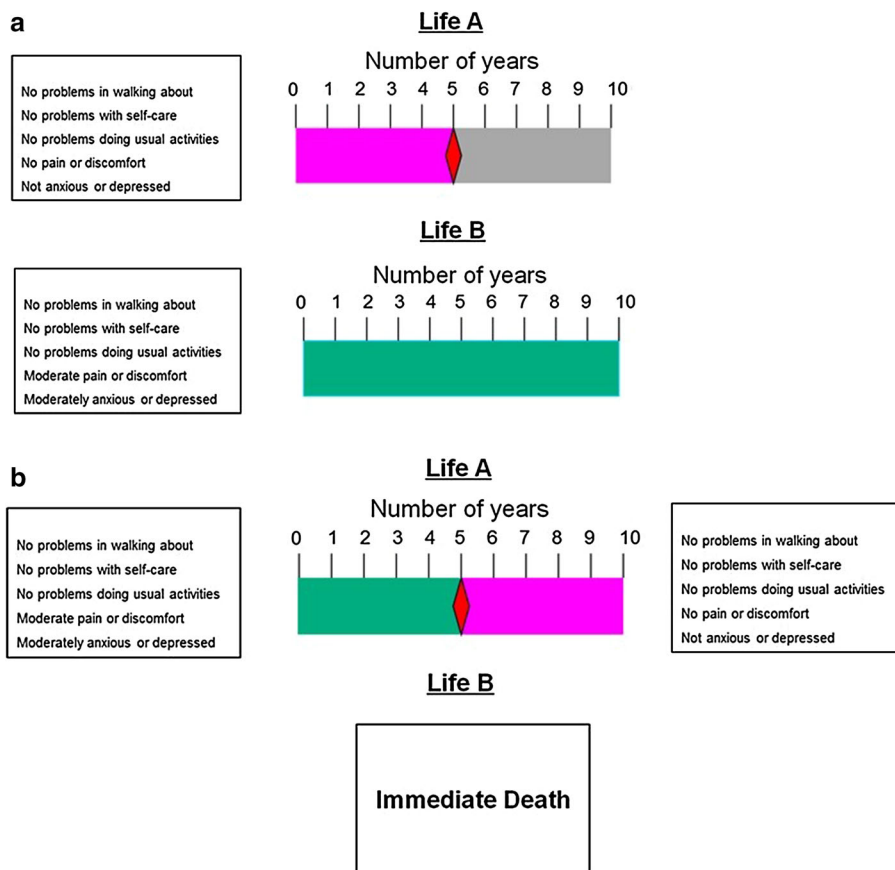 a
Life A
Number of years
0 1 2 3 4 5 6 7 8 9 10
No problems in walking about
No problems with self-care
No problems doing usual activities
No pain or discomfort
Not anxious or depressed
Life B
Number of years
0 1 2 3 4 5 6 7 8 9 10
No problems in walking about
No problems with self-care
No problems doing usual activities
Moderate pain or discomfort
Moderately anxious or depressed
b
Life A
Number of years
0 1 2 3 4 5 6 7 8 9 10
No problems in walking about
No problems with self-care
No problems doing usual activities
Moderate pain or discomfort
Moderately anxious or depressed
No problems in walking about
No problems with self-care
No problems doing usual activities
No pain or discomfort
Not anxious or depressed
Life B
Immediate Death